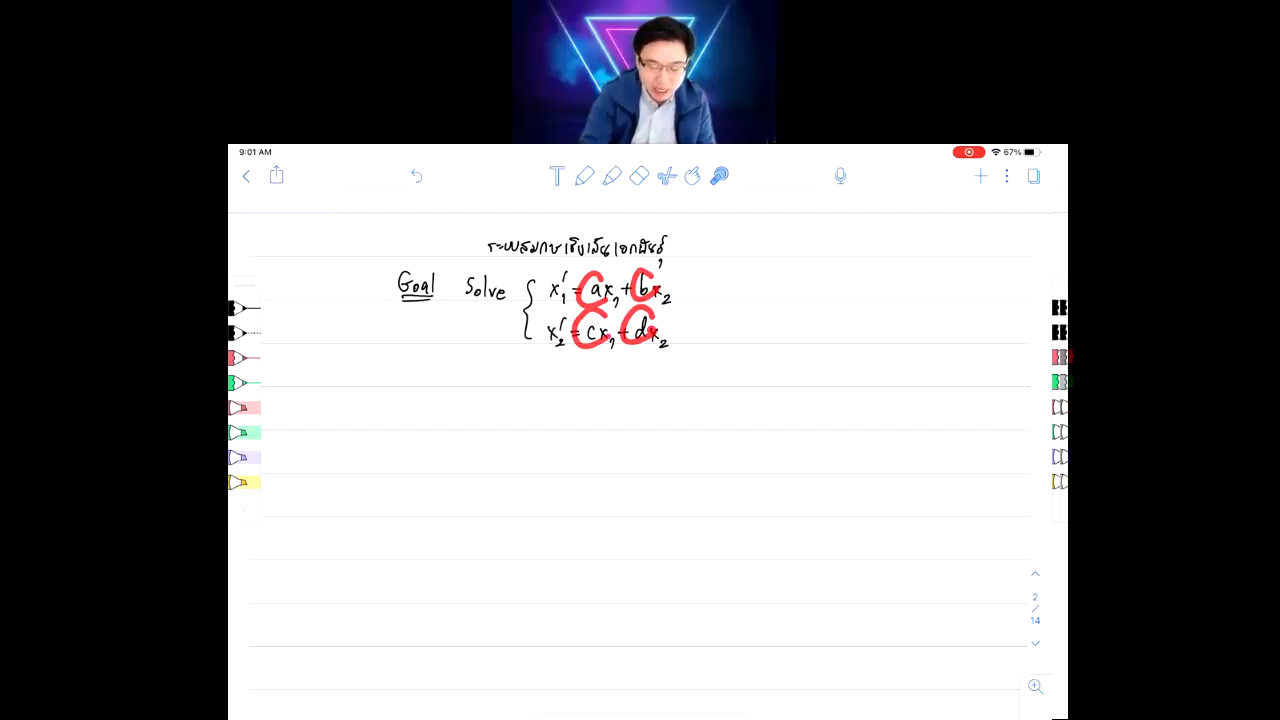 9:01 AM
67%
T
ระบบสมการเชิงเส้นเอกพันธุ์
Goal Solve { x₁′ = ax₁ + bx₂
x₂′ = cx₁ + dx₂
2
/
14